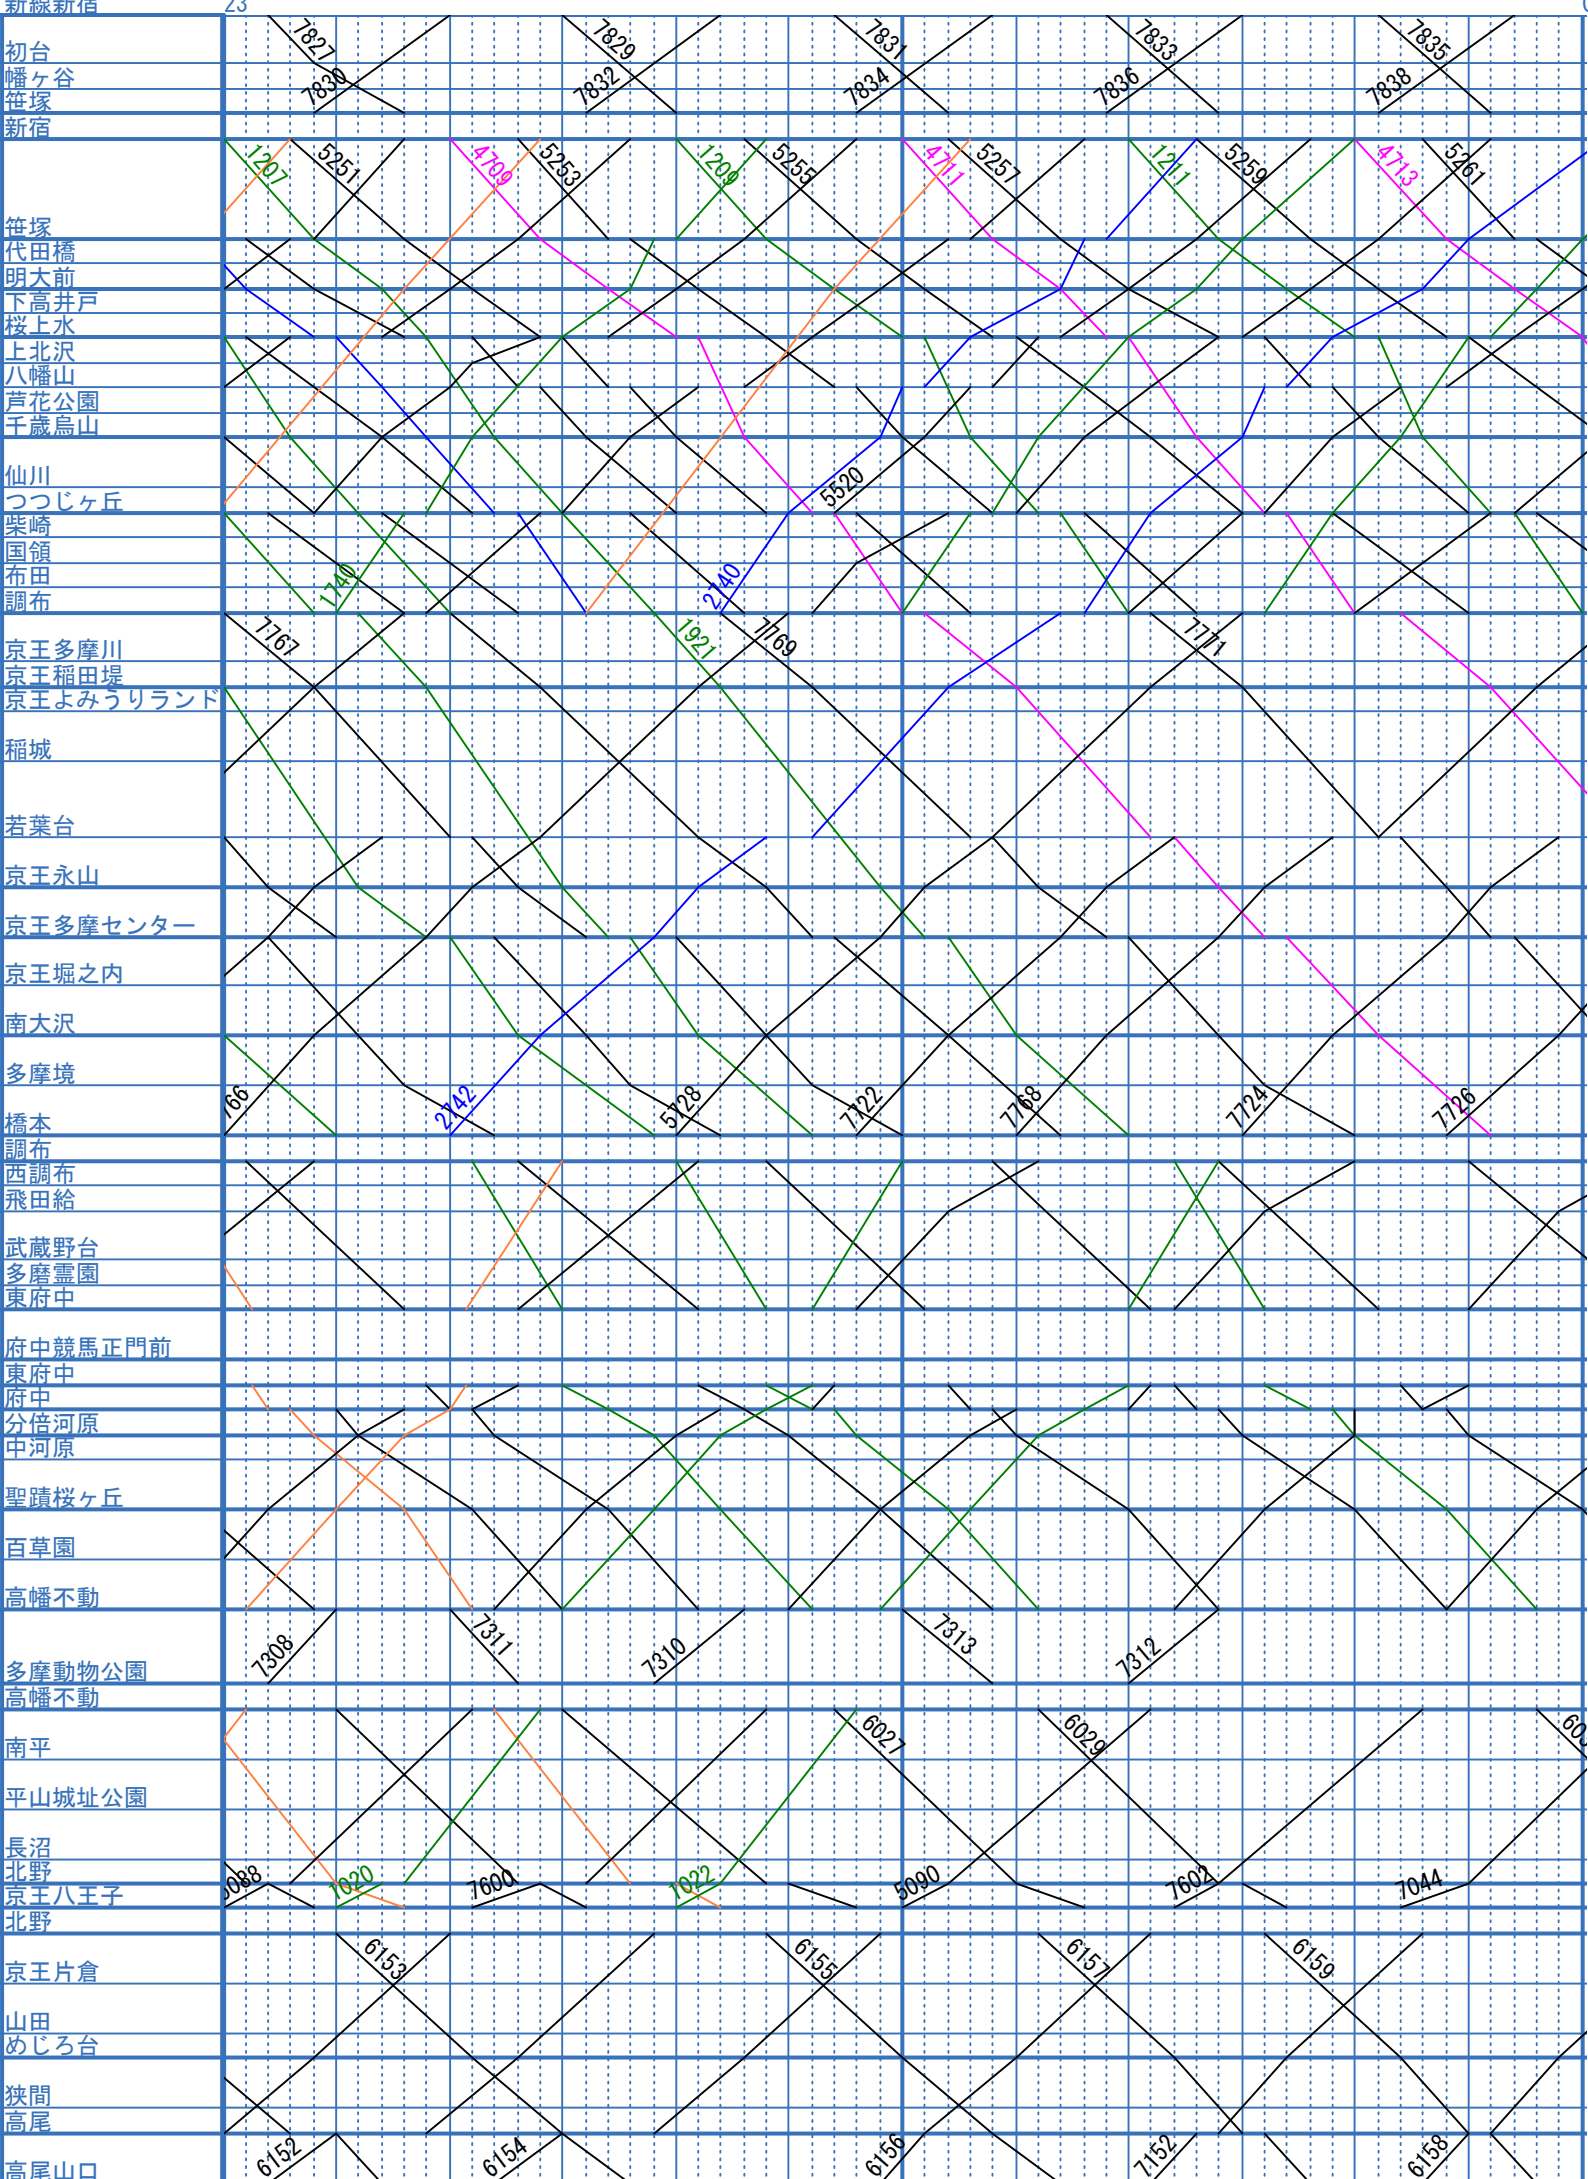 新線新宿 23
初台 7827 7829 7831 7833 7835
幡ヶ谷
笹塚 7830 7832 7834 7836 7838
新宿
1207 5251 4709 5253 1209 5255 4711 5257 1211 5259 4713 5261
笹塚
代田橋
明大前
下高井戸
桜上水
上北沢
八幡山
芦花公園
千歳烏山
仙川 5520
つつじヶ丘
柴崎
国領
布田 1740 2740
調布
京王多摩川 7767 1921 7769 7771
京王稲田堤
京王よみうりランド
稲城
若葉台
京王永山
京王多摩センター
京王堀之内
南大沢
多摩境
橋本 766 2742 5728 7722 7768 7724 7726
調布
西調布
飛田給
武蔵野台
多磨霊園
東府中
府中競馬正門前
東府中
府中
分倍河原
中河原
聖蹟桜ヶ丘
百草園
高幡不動
7308 7311 7310 7313 7312
多摩動物公園
高幡不動
南平 6027 6029
平山城址公園
長沼
北野
京王八王子 1020 7600 1022 5090 7602 7044
北野
京王片倉 6153 6155 6157 6159
山田
めじろ台
狭間
高尾
高尾山口 6152 6154 6156 7152 6158